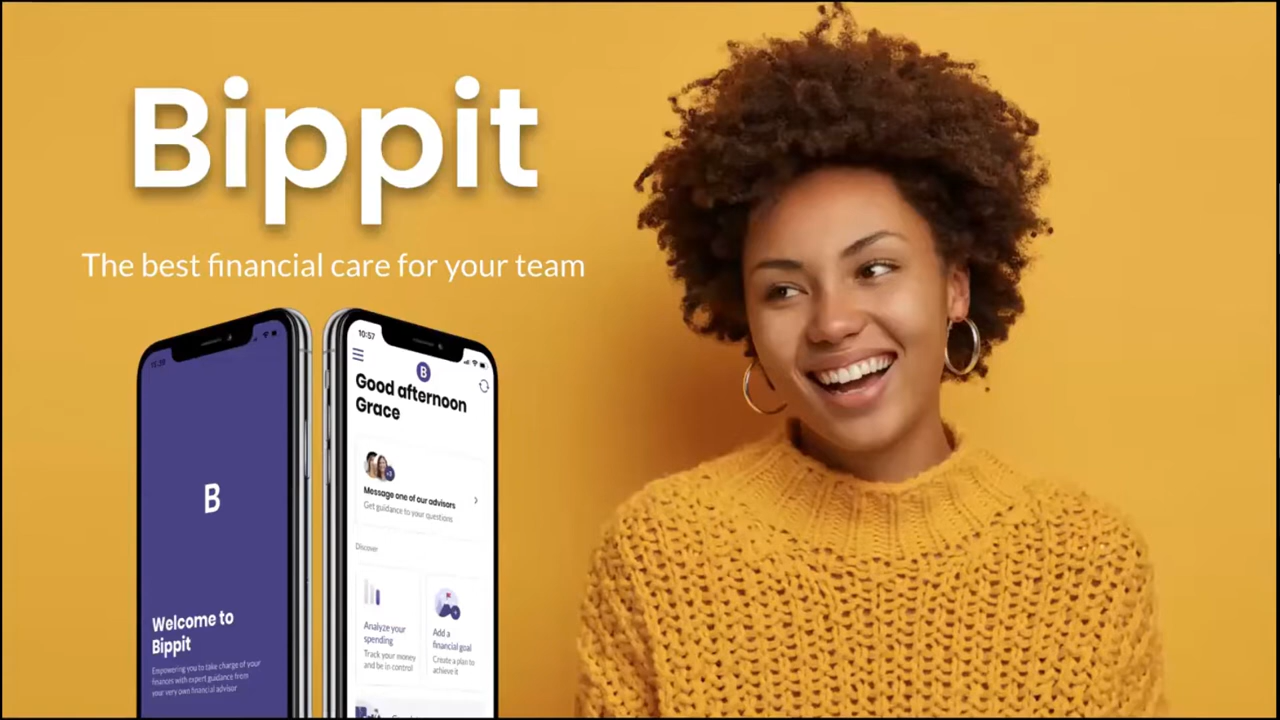 Bippit
The best financial care for your team
B
Welcome to
Bippit
Empowering you to take charge of your
finances with expert guidance from
your very own financial advisor
10:57
B
Good afternoon
Grace
Message one of our advisors
Get guidance to your questions
Discover
Analyze your
spending
Track your money
and be in control
Add a
financial goal
Create a plan to
achieve it